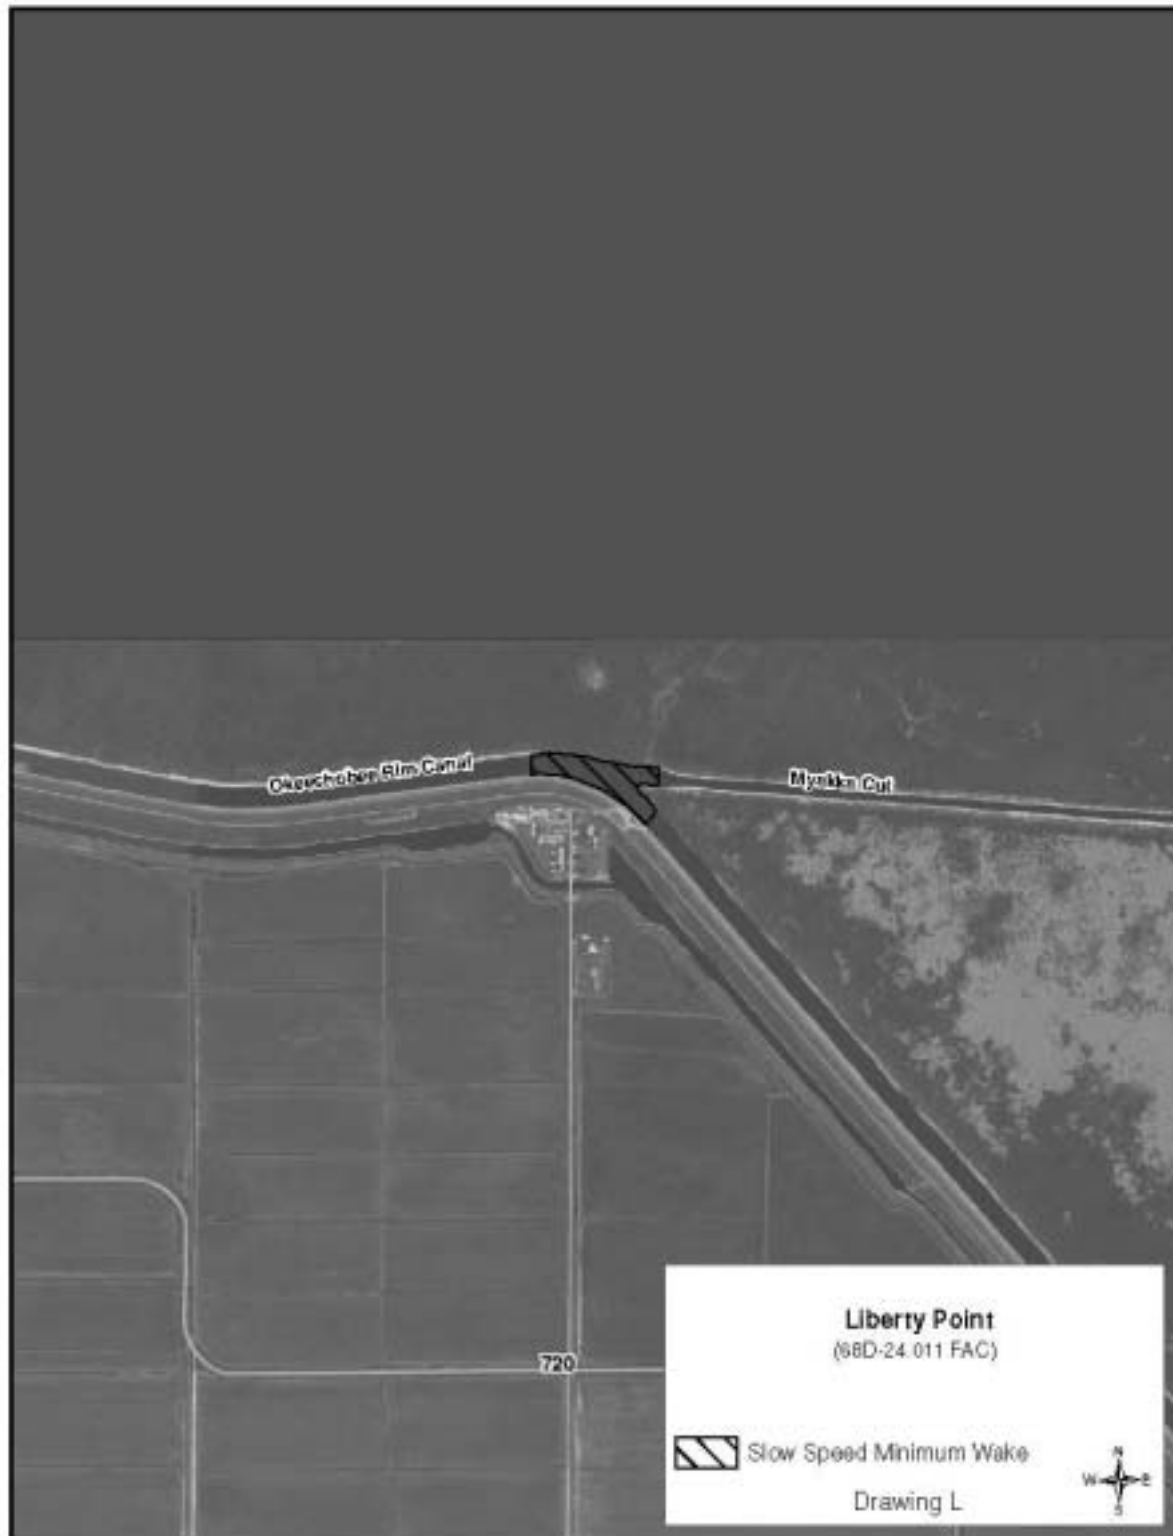 Okeechobee Rim Canal
Myakka Cut
720
Liberty Point
(68D-24.011 FAC)
Slow Speed Minimum Wake
N
W E
S
Drawing L